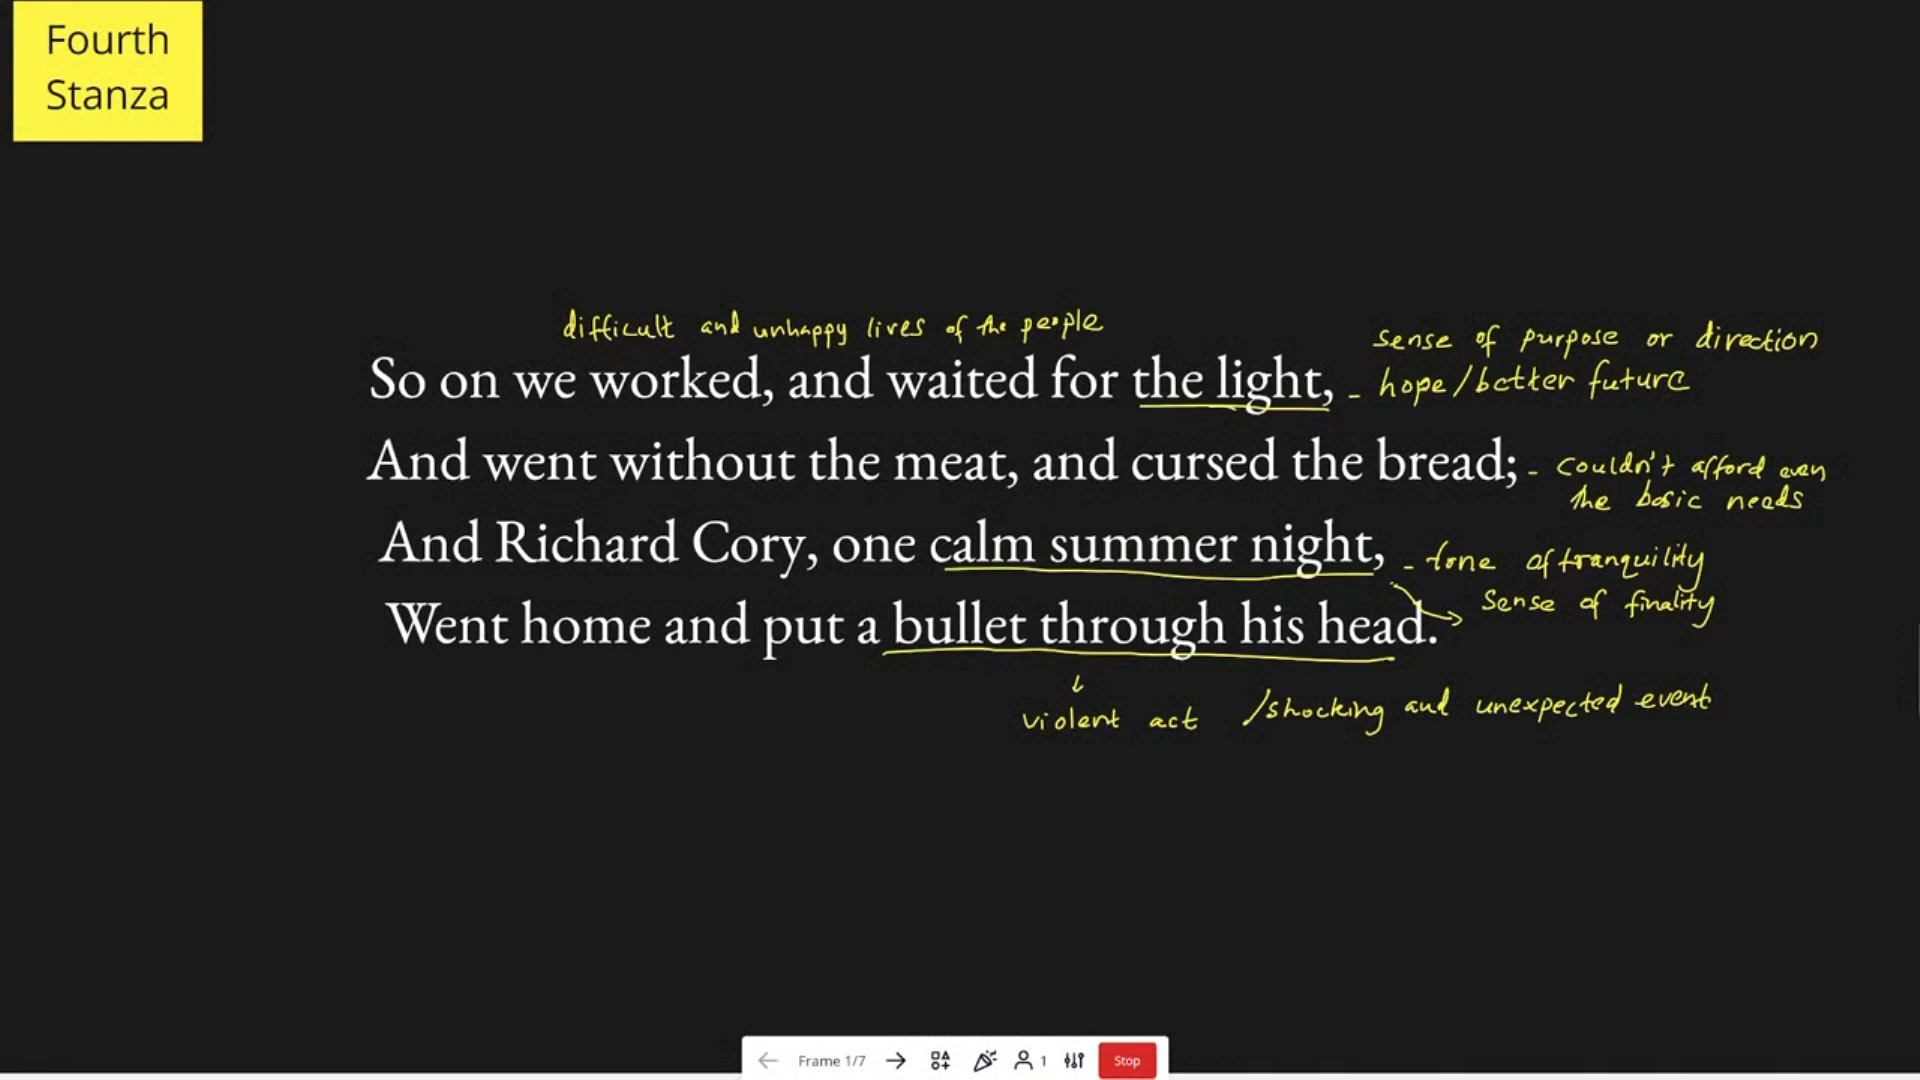 Fourth
Stanza
difficult and unhappy lives of the people
sense of purpose or direction
So on we worked, and waited for the light, - hope/better future
And went without the meat, and cursed the bread; - couldn't afford even
the basic needs
And Richard Cory, one calm summer night, - tone of tranquility
Sense of finality
Went home and put a bullet through his head.
violent act /shocking and unexpected event
Frame 1/7
1
Stop